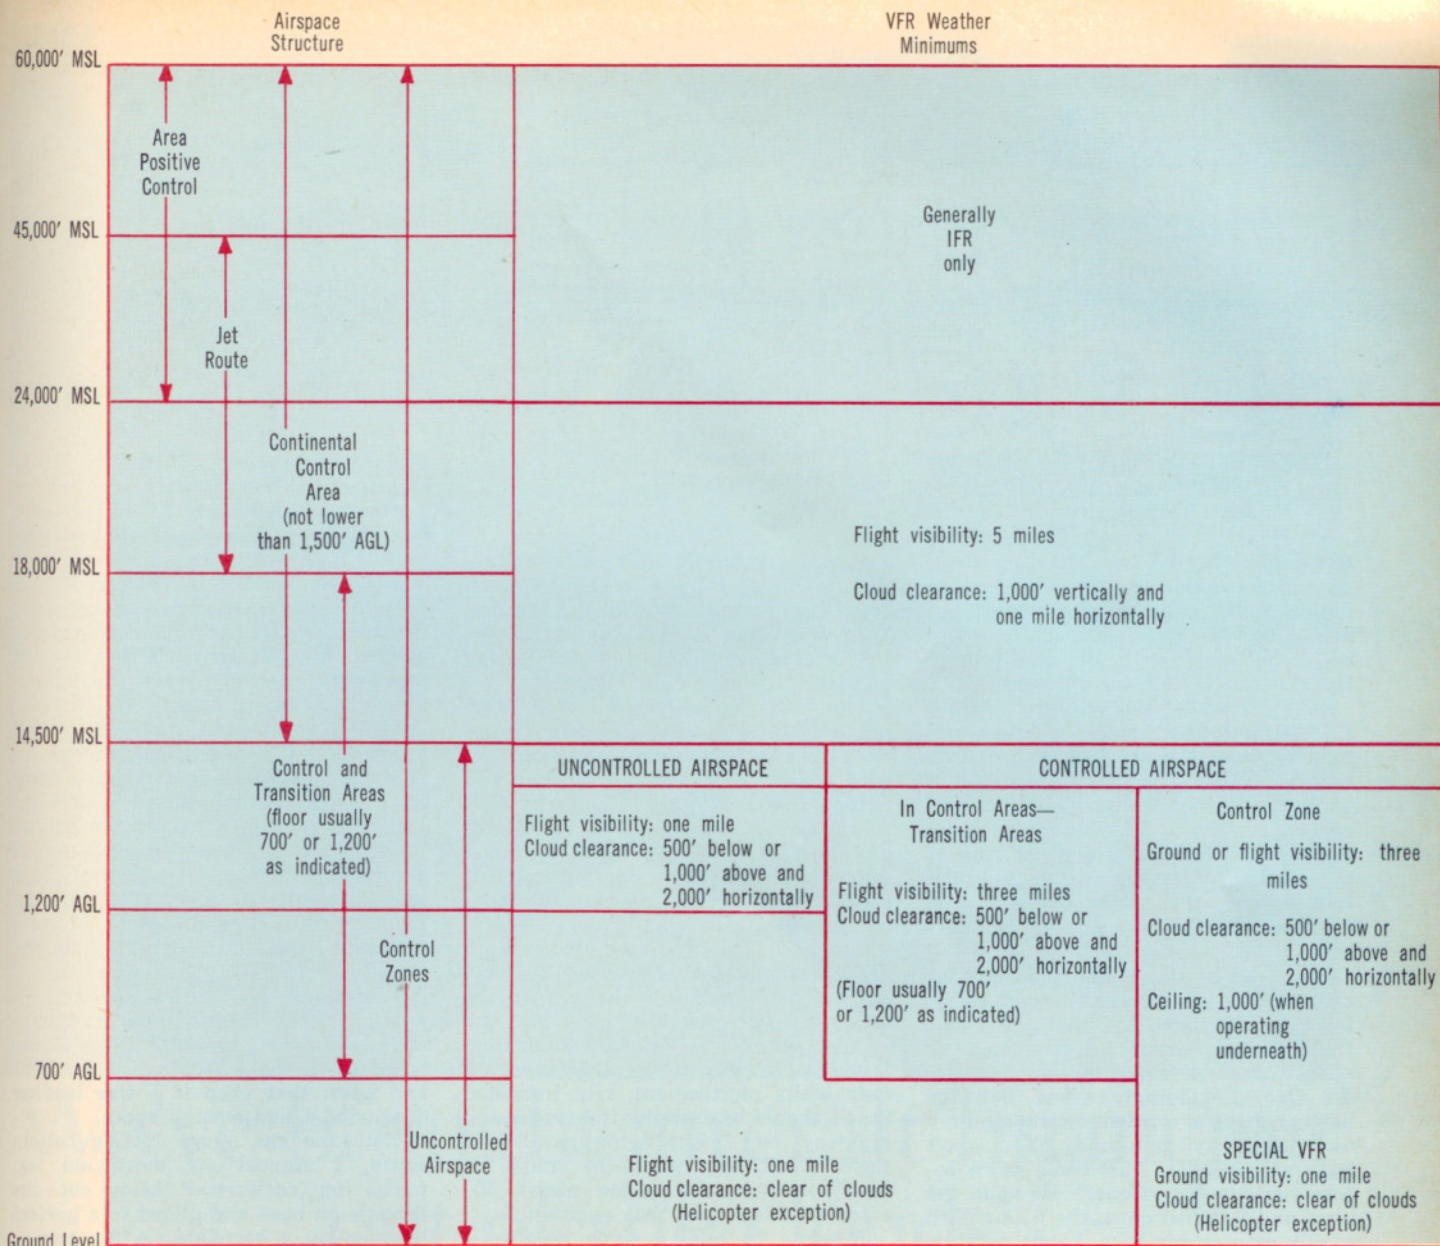 Airspace
Structure
VFR Weather
Minimums
60,000′ MSL
Area
Positive
Control
45,000′ MSL
Generally
IFR
only
Jet
Route
24,000′ MSL
Continental
Control
Area
(not lower
than 1,500′ AGL)
18,000′ MSL
Flight visibility: 5 miles
Cloud clearance: 1,000′ vertically and
one mile horizontally
14,500′ MSL
Control and
Transition Areas
(floor usually
700′ or 1,200′
as indicated)
UNCONTROLLED AIRSPACE
Flight visibility: one mile
Cloud clearance: 500′ below or
1,000′ above and
2,000′ horizontally
CONTROLLED AIRSPACE
In Control Areas—
Transition Areas
Flight visibility: three miles
Cloud clearance: 500′ below or
1,000′ above and
2,000′ horizontally
(Floor usually 700′
or 1,200′ as indicated)
Control Zone
Ground or flight visibility: three
miles
Cloud clearance: 500′ below or
1,000′ above and
2,000′ horizontally
Ceiling: 1,000′ (when
operating
underneath)
1,200′ AGL
Control
Zones
700′ AGL
Uncontrolled
Airspace
Flight visibility: one mile
Cloud clearance: clear of clouds
(Helicopter exception)
SPECIAL VFR
Ground visibility: one mile
Cloud clearance: clear of clouds
(Helicopter exception)
Ground Level